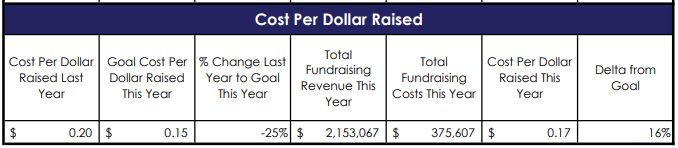 Cost Per Dollar Raised
Cost Per Dollar
Raised Last
Year
Goal Cost Per
Dollar Raised
This Year
% Change Last
Year to Goal
This Year
Total
Fundraising
Revenue This
Year
Total
Fundraising
Costs This Year
Cost Per Dollar
Raised This
Year
Delta from
Goal
$ 0.20 $ 0.15 -25% $ 2,153,067 $ 375,607 $ 0.17 16%